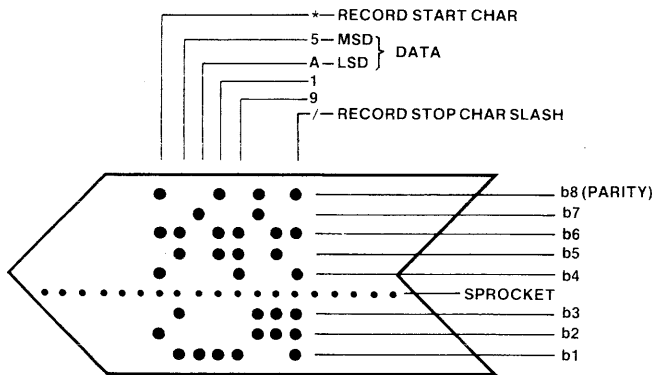 *— RECORD START CHAR
5 — MSD
A — LSD
} DATA
1
9
/— RECORD STOP CHAR SLASH
b8 (PARITY)
b7
b6
b5
b4
SPROCKET
b3
b2
b1